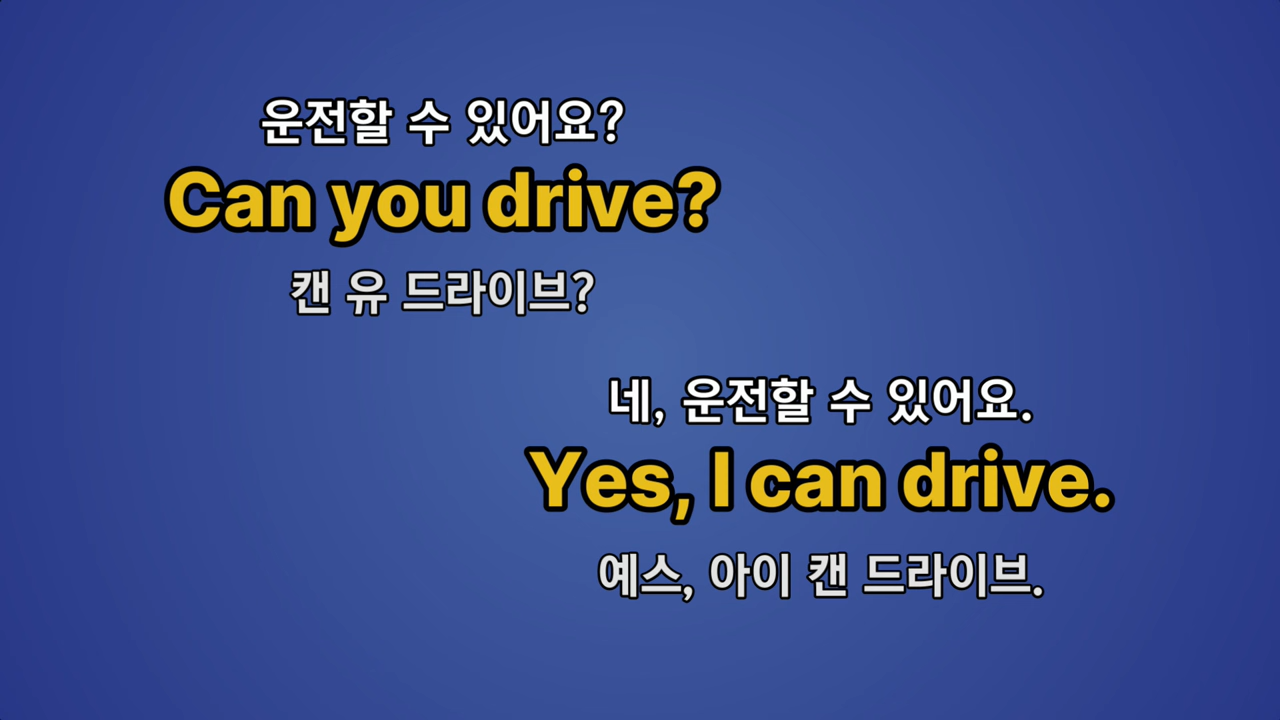 운전할 수 있어요?
Can you drive?
캔 유 드라이브?
네, 운전할 수 있어요.
Yes, I can drive.
예스, 아이 캔 드라이브.